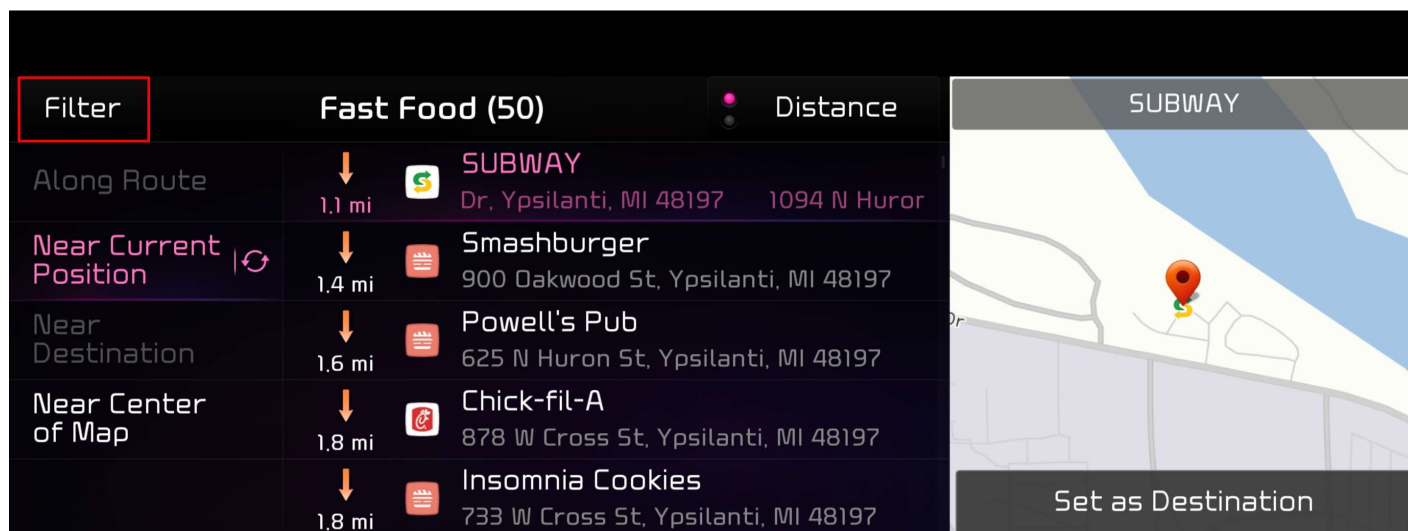 Filter
Fast Food (50)
Distance
Along Route
Near Current
Position
Near
Destination
Near Center
of Map
1.1 mi
SUBWAY
Dr, Ypsilanti, MI 48197 1094 N Huror
1.4 mi
Smashburger
900 Oakwood St, Ypsilanti, MI 48197
1.6 mi
Powell's Pub
625 N Huron St, Ypsilanti, MI 48197
1.8 mi
Chick-fil-A
878 W Cross St, Ypsilanti, MI 48197
1.8 mi
Insomnia Cookies
733 W Cross St, Ypsilanti, MI 48197
SUBWAY
Dr
Set as Destination